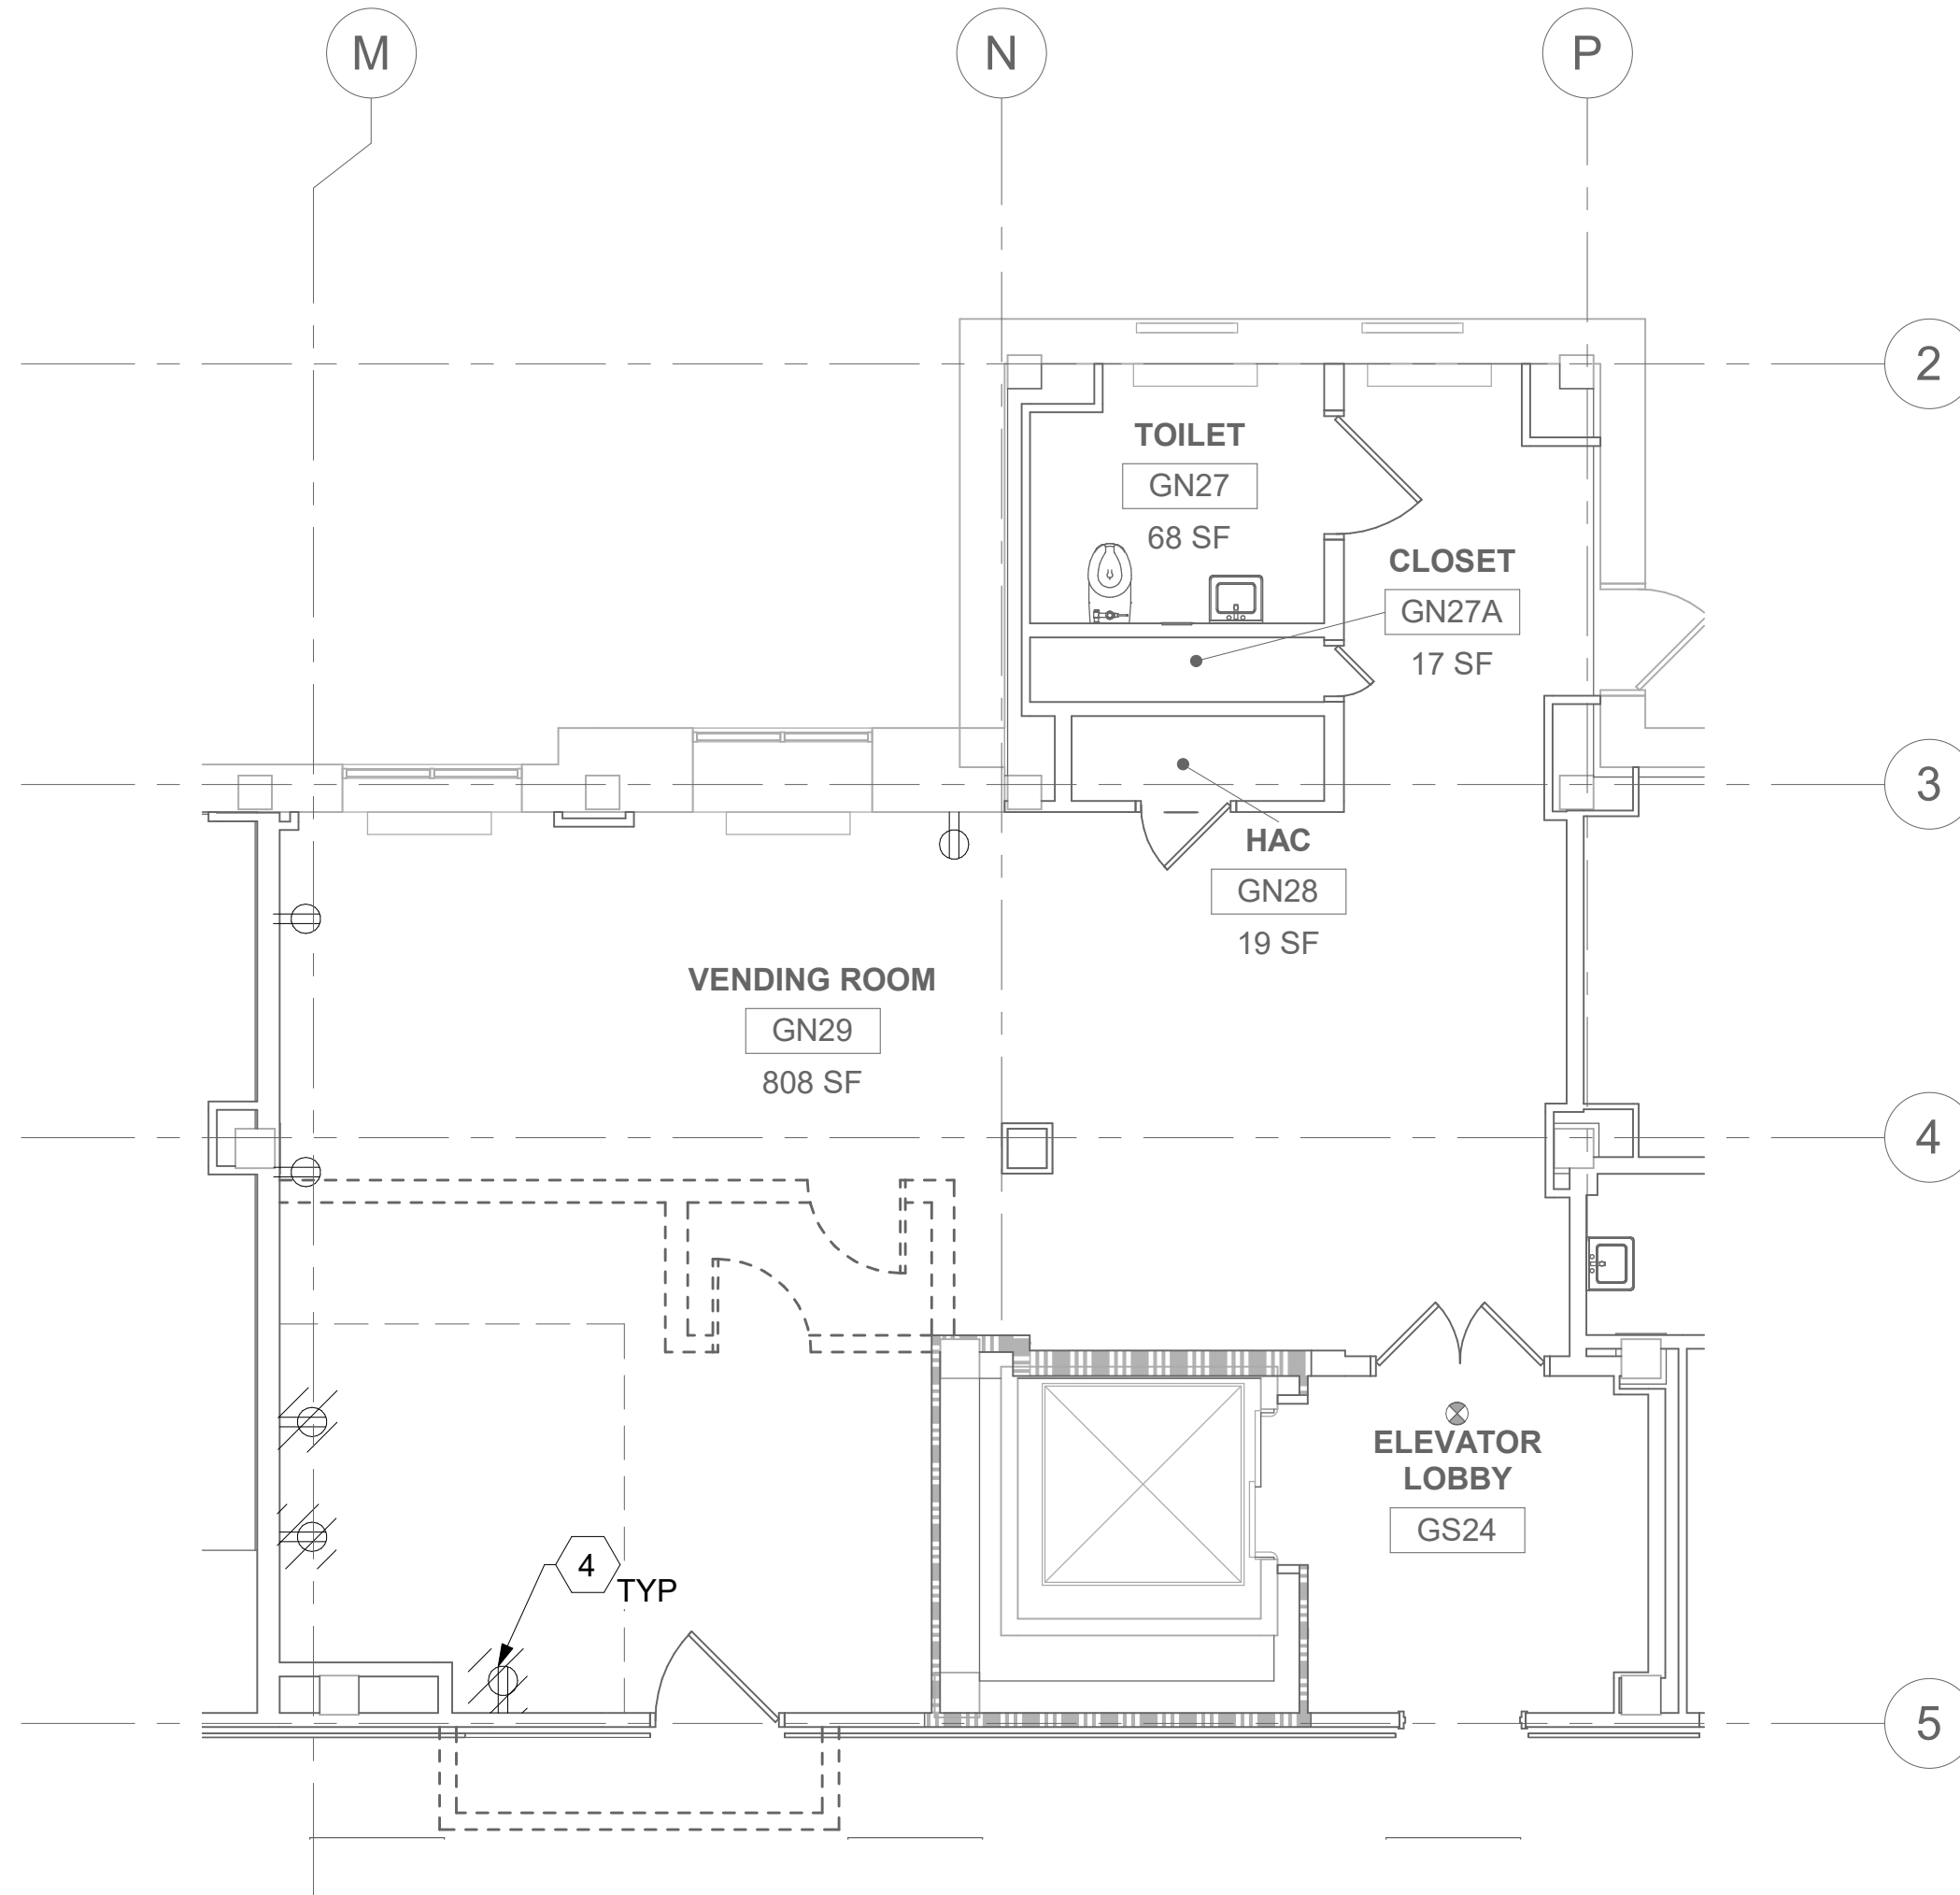 M
N
P
2
TOILET
GN27
68 SF
CLOSET
GN27A
17 SF
3
HAC
GN28
19 SF
VENDING ROOM
GN29
808 SF
4
ELEVATOR
LOBBY
GS24
4
TYP
5